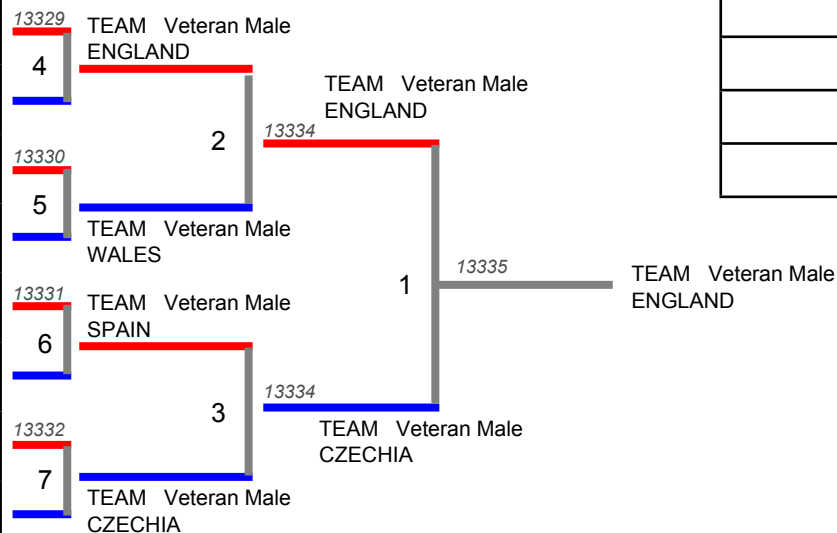 13329
TEAM Veteran Male
ENGLAND
4
TEAM Veteran Male
ENGLAND
2
13334
13330
5
TEAM Veteran Male
WALES
1
13335
TEAM Veteran Male
ENGLAND
13331
TEAM Veteran Male
SPAIN
6
13334
3
TEAM Veteran Male
CZECHIA
13332
7
TEAM Veteran Male
CZECHIA